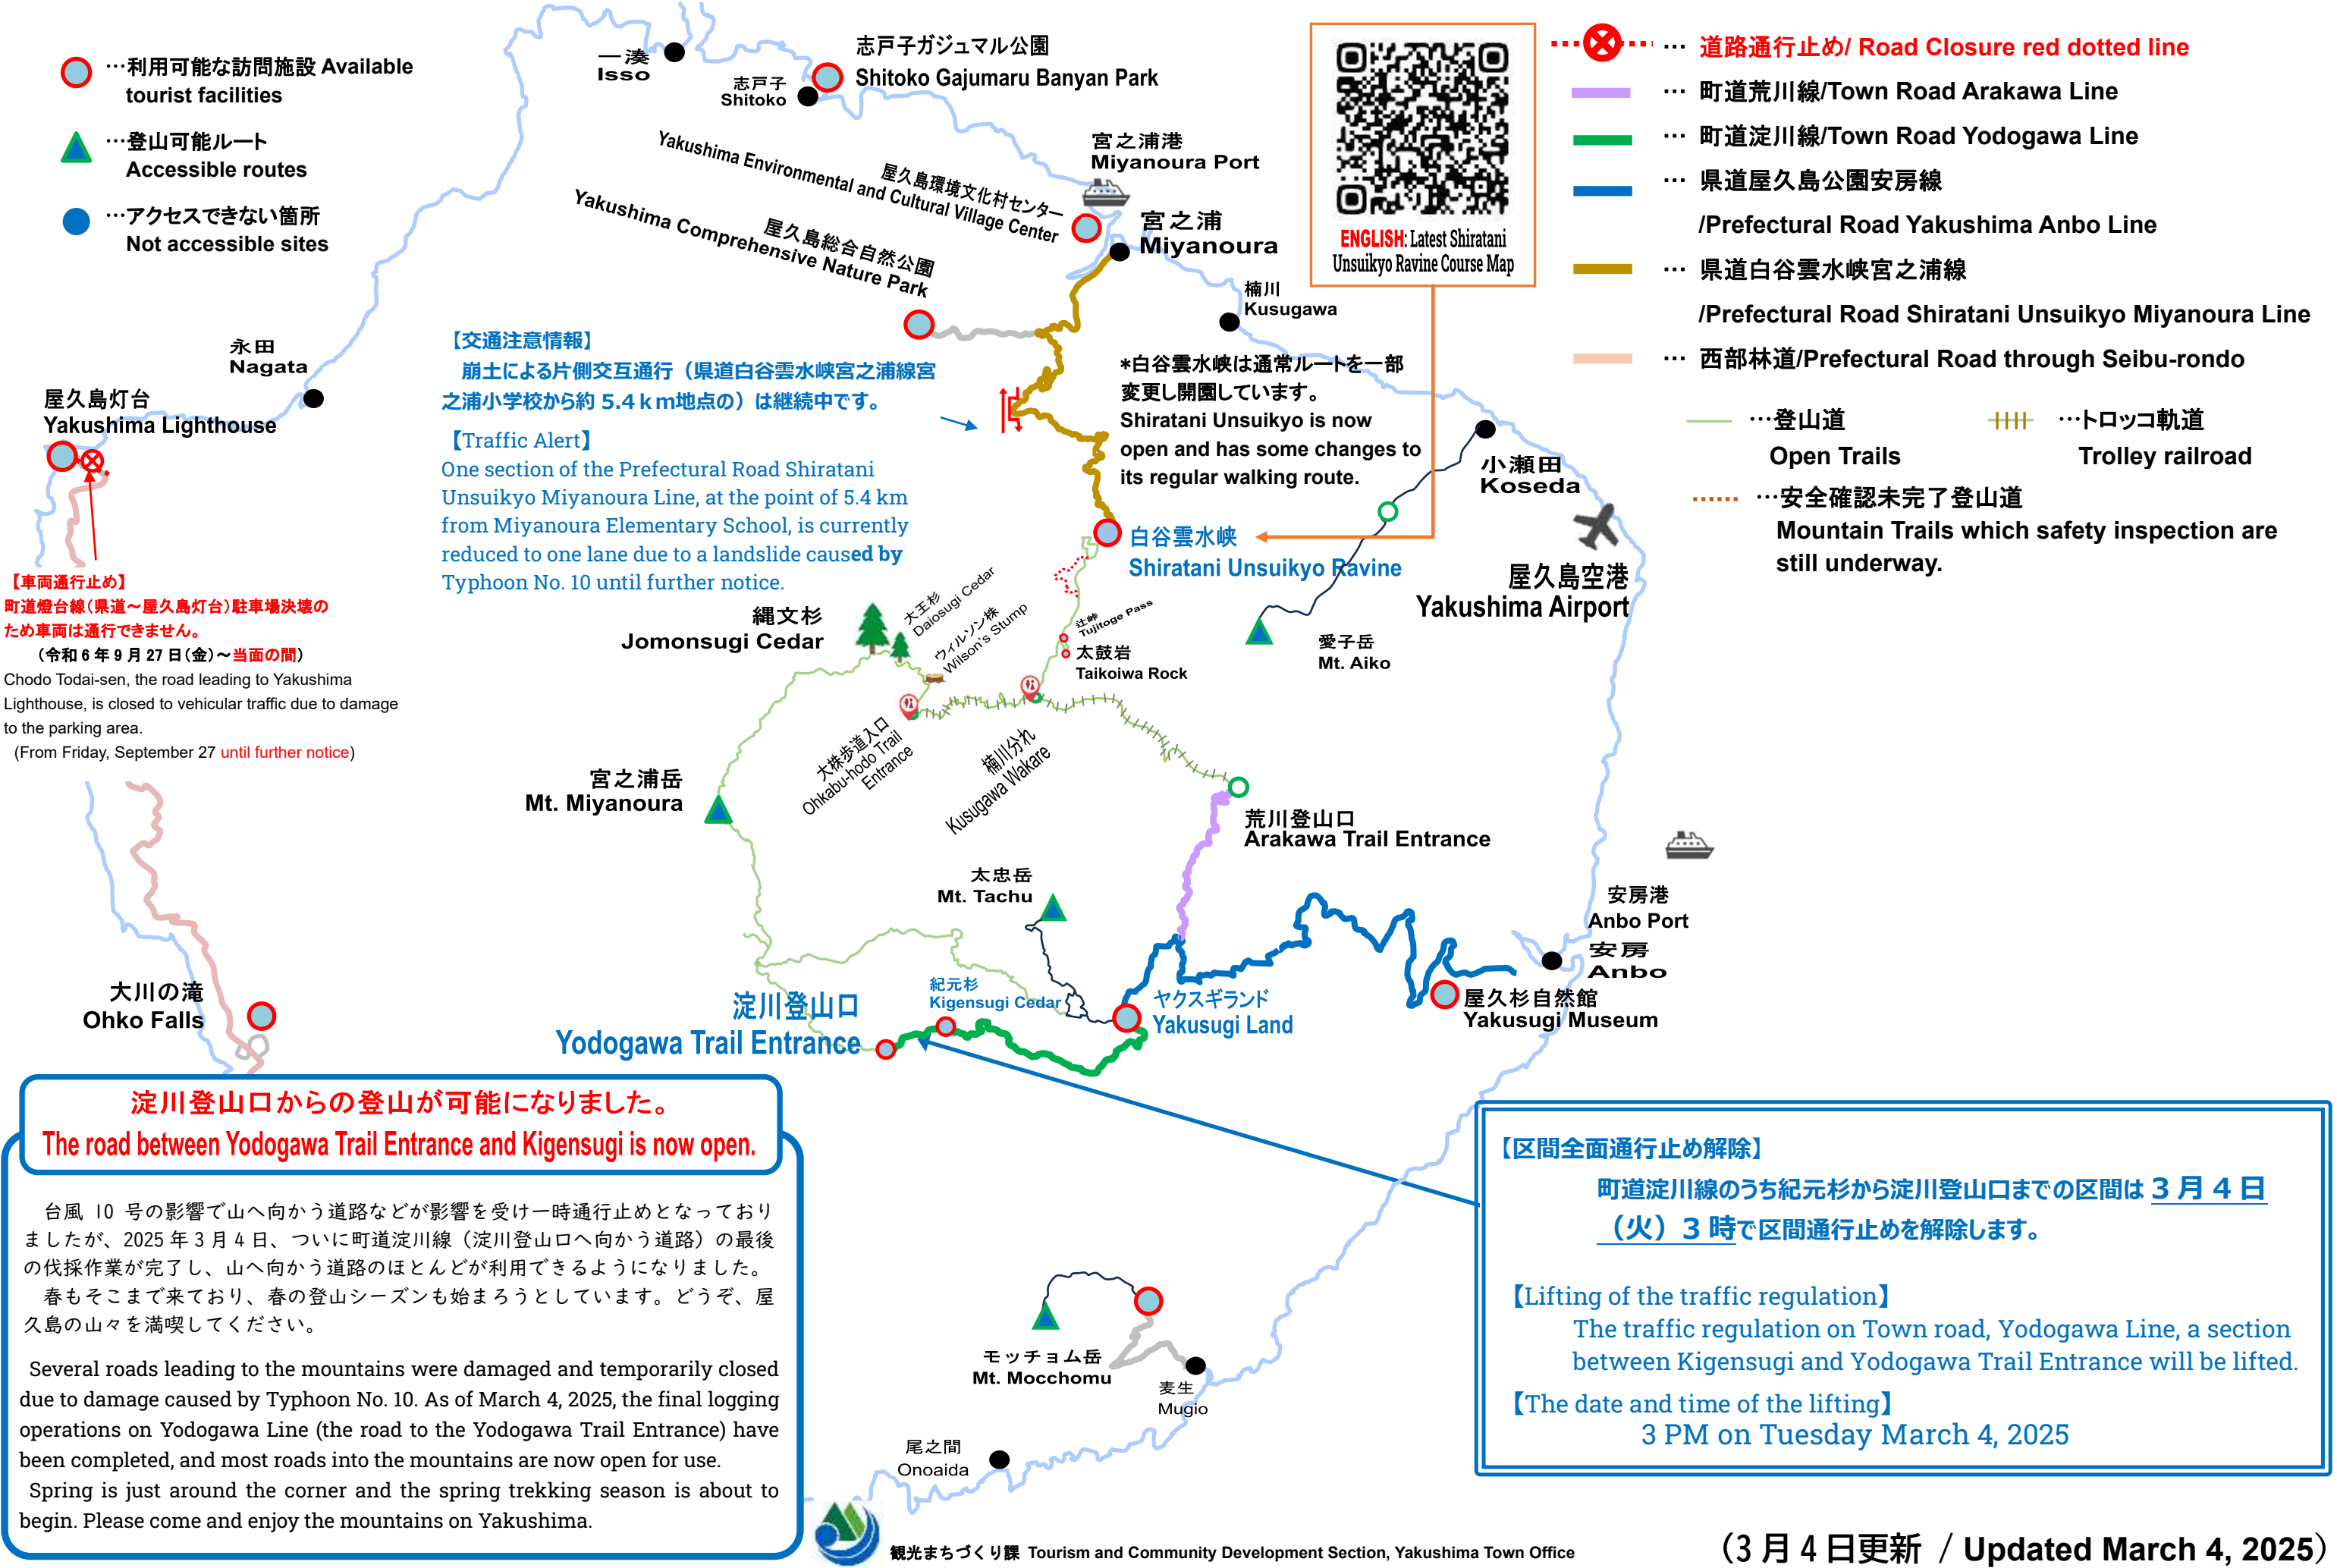 …利用可能な訪問施設 Available
tourist facilities
…登山可能ルート
Accessible routes
…アクセスできない箇所
Not accessible sites
一湊
Isso
志戸子
Shitoko
志戸子ガジュマル公園
Shitoko Gajumaru Banyan Park
宮之浦港
Miyanoura Port
屋久島環境文化村センター
Yakushima Environmental and Cultural Village Center
屋久島総合自然公園
Yakushima Comprehensive Nature Park
宮之浦
Miyanoura
楠川
Kusugawa
ENGLISH: Latest Shiratani
Unsuikyo Ravine Course Map
… 道路通行止め/ Road Closure red dotted line
… 町道荒川線/Town Road Arakawa Line
… 町道淀川線/Town Road Yodogawa Line
… 県道屋久島公園安房線
/Prefectural Road Yakushima Anbo Line
… 県道白谷雲水峡宮之浦線
/Prefectural Road Shiratani Unsuikyo Miyanoura Line
… 西部林道/Prefectural Road through Seibu-rondo
…登山道
Open Trails
…トロッコ軌道
Trolley railroad
…安全確認未完了登山道
Mountain Trails which safety inspection are
still underway.
永田
Nagata
屋久島灯台
Yakushima Lighthouse
【交通注意情報】
崩土による片側交互通行（県道白谷雲水峡宮之浦線宮
之浦小学校から約 5.4ｋｍ地点の）は継続中です。
【Traffic Alert】
One section of the Prefectural Road Shiratani
Unsuikyo Miyanoura Line, at the point of 5.4 km
from Miyanoura Elementary School, is currently
reduced to one lane due to a landslide caused by
Typhoon No. 10 until further notice.
*白谷雲水峡は通常ルートを一部
変更し開園しています。
Shiratani Unsuikyo is now
open and has some changes to
its regular walking route.
小瀬田
Koseda
白谷雲水峡
Shiratani Unsuikyo Ravine
屋久島空港
Yakushima Airport
【車両通行止め】
町道燈台線（県道～屋久島灯台）駐車場決壊の
ため車両は通行できません。
（令和 6 年 9 月 27 日（金）～当面の間）
Chodo Todai-sen, the road leading to Yakushima
Lighthouse, is closed to vehicular traffic due to damage
to the parking area.
(From Friday, September 27 until further notice)
縄文杉
Jomonsugi Cedar
大王杉
Daiosugi Cedar
ウィルソン株
Wilson's Stump
辻峠
Tujitoge Pass
太鼓岩
Taikoiwa Rock
愛子岳
Mt. Aiko
大株歩道入口
Ohkabu-hodo Trail
Entrance
楠川分れ
Kusugawa Wakare
宮之浦岳
Mt. Miyanoura
荒川登山口
Arakawa Trail Entrance
太忠岳
Mt. Tachu
安房港
Anbo Port
安房
Anbo
大川の滝
Ohko Falls
淀川登山口
Yodogawa Trail Entrance
紀元杉
Kigensugi Cedar
ヤクスギランド
Yakusugi Land
屋久杉自然館
Yakusugi Museum
淀川登山口からの登山が可能になりました。
The road between Yodogawa Trail Entrance and Kigensugi is now open.
台風 10 号の影響で山へ向かう道路などが影響を受け一時通行止めとなっており
ましたが、2025 年 3 月 4 日、ついに町道淀川線（淀川登山口へ向かう道路）の最後
の伐採作業が完了し、山へ向かう道路のほとんどが利用できるようになりました。
春もそこまで来ており、春の登山シーズンも始まろうとしています。どうぞ、屋
久島の山々を満喫してください。
Several roads leading to the mountains were damaged and temporarily closed
due to damage caused by Typhoon No. 10. As of March 4, 2025, the final logging
operations on Yodogawa Line (the road to the Yodogawa Trail Entrance) have
been completed, and most roads into the mountains are now open for use.
Spring is just around the corner and the spring trekking season is about to
begin. Please come and enjoy the mountains on Yakushima.
【区間全面通行止め解除】
町道淀川線のうち紀元杉から淀川登山口までの区間は 3 月 4 日
（火）3 時で区間通行止めを解除します。
【Lifting of the traffic regulation】
The traffic regulation on Town road, Yodogawa Line, a section
between Kigensugi and Yodogawa Trail Entrance will be lifted.
【The date and time of the lifting】
3 PM on Tuesday March 4, 2025
モッチョム岳
Mt. Mocchomu
麦生
Mugio
尾之間
Onoaida
観光まちづくり課 Tourism and Community Development Section, Yakushima Town Office
（3 月 4 日更新 / Updated March 4, 2025）